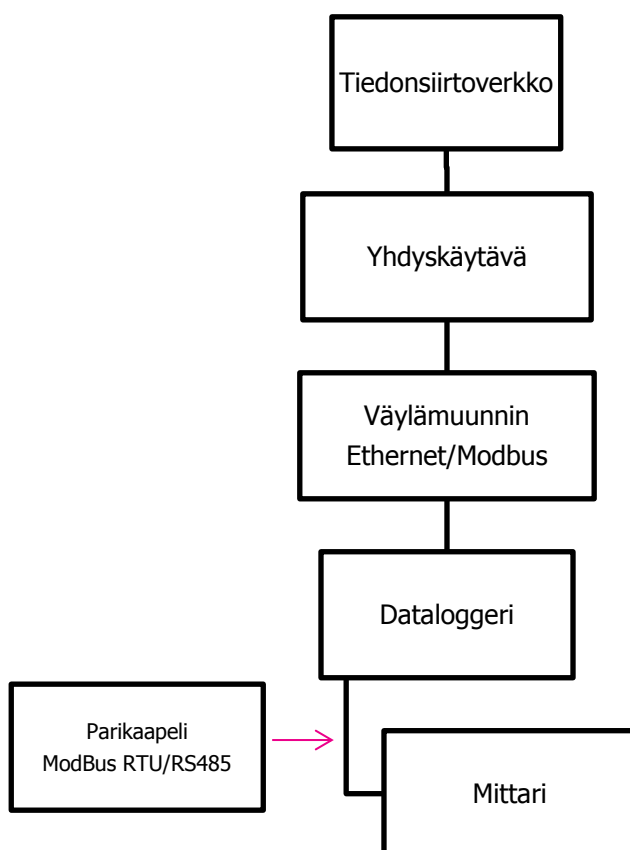 Tiedonsiirtoverkko
Yhdyskäytävä
Väylämuunnin
Ethernet/Modbus
Dataloggeri
Parikaapeli
ModBus RTU/RS485
Mittari